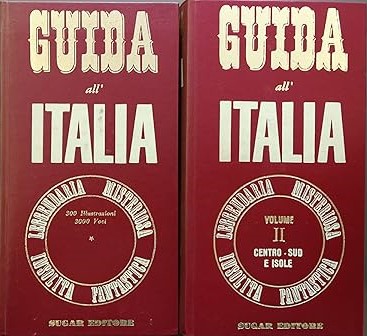 GUIDA
all'
ITALIA
LEGGENDARIA MISTERIOSA
300 Illustrazioni
3000 Voci
*
INSOLITA FANTASTICA
SUGAR EDITORE
GUIDA
all'
ITALIA
LEGGENDARIA MISTERIOSA
VOLUME
II
CENTRO - SUD
E ISOLE
INSOLITA FANTASTICA
SUGAR EDITORE